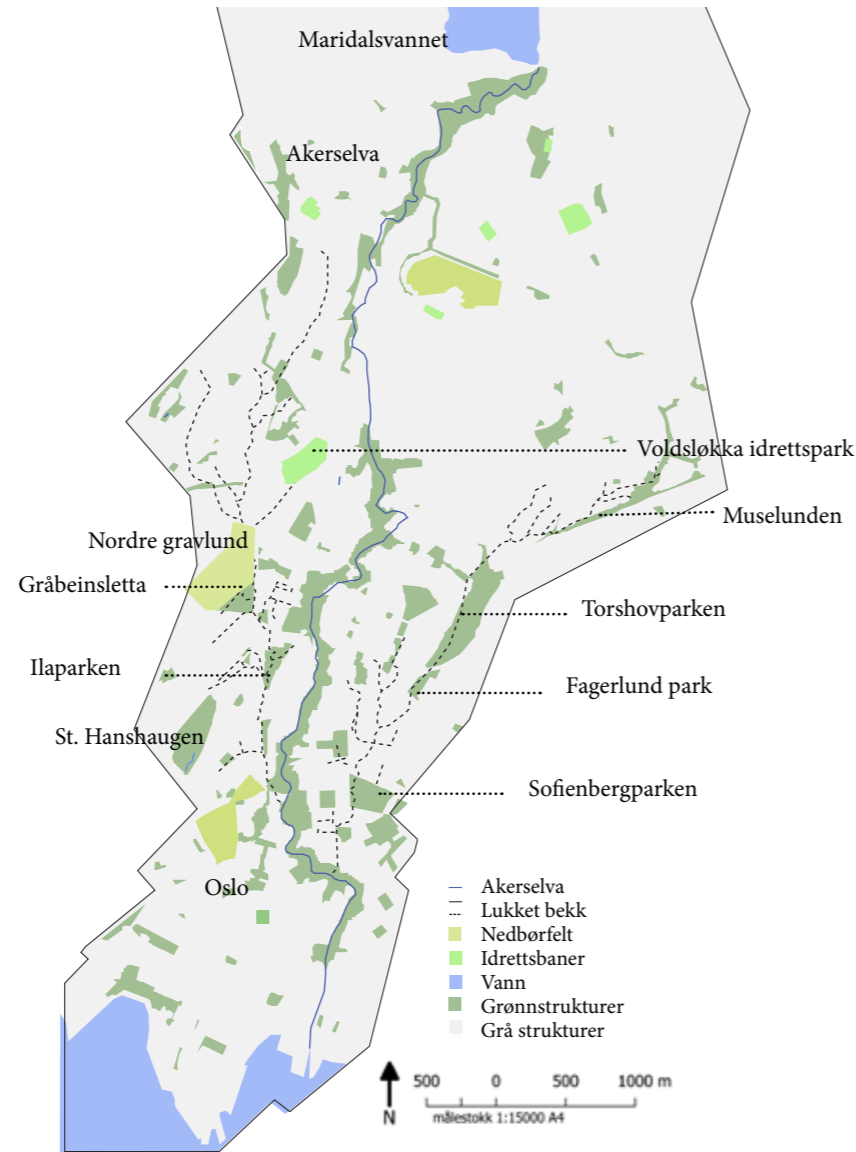 Maridalsvannet
Akerselva
Voldsløkka idrettspark
Muselunden
Nordre gravlund
Gråbeinsletta
Torshovparken
Ilaparken
Fagerlund park
St. Hanshaugen
Sofienbergparken
Oslo
Akerselva
Lukket bekk
Nedbørfelt
Idrettsbaner
Vann
Grønnstrukturer
Grå strukturer
500 0 500 1000 m
N
målestokk 1:15000 A4